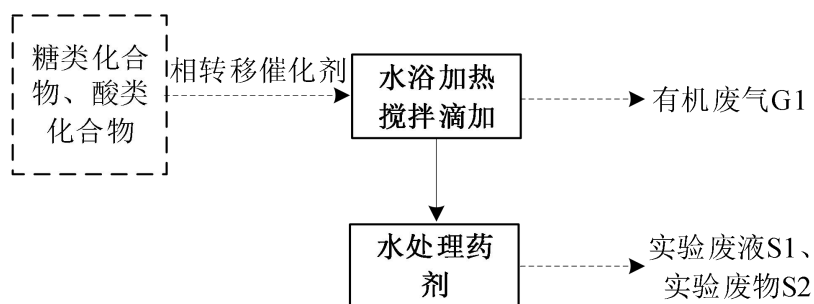 糖类化合
物、酸类
化合物
相转移催化剂
水浴加热
搅拌滴加
有机废气G1
水处理药
剂
实验废液S1、
实验废物S2